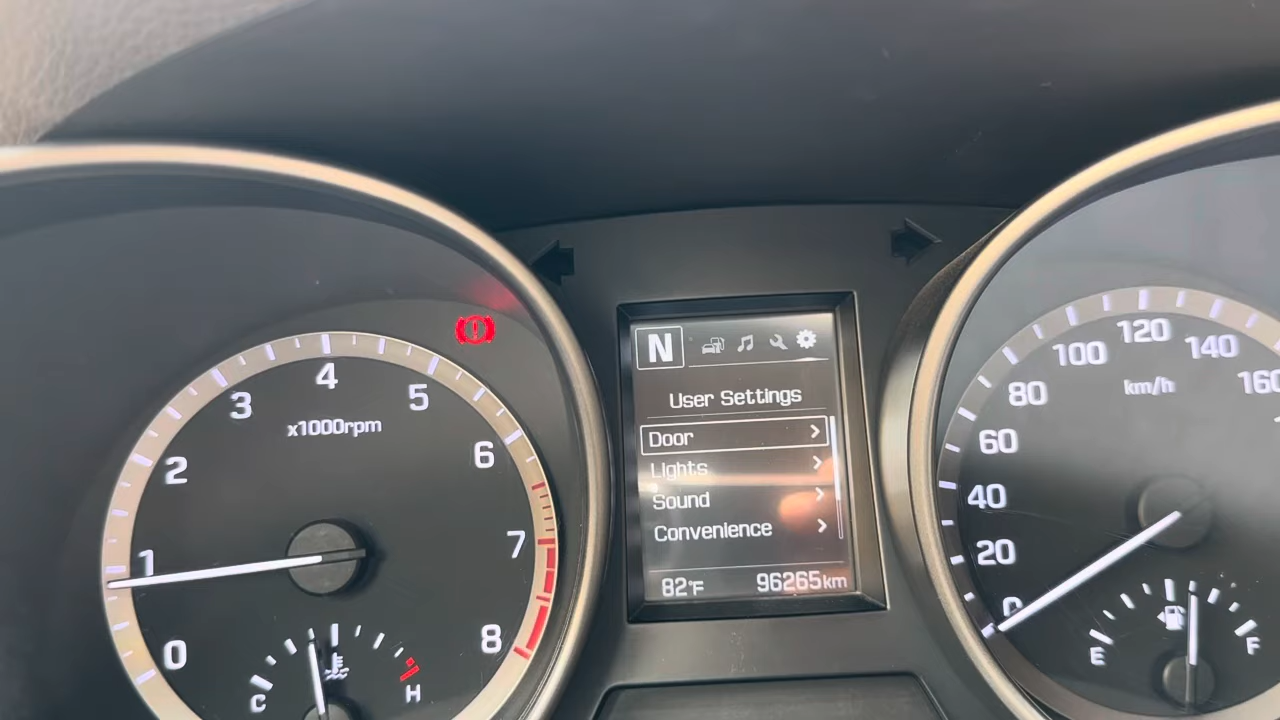 0
1
2
3
4
5
6
7
8
x1000rpm
C
H
N
User Settings
Door
Lights
Sound
Convenience
82°F
96265km
0
20
40
60
80
100
120
140
160
km/h
E
F